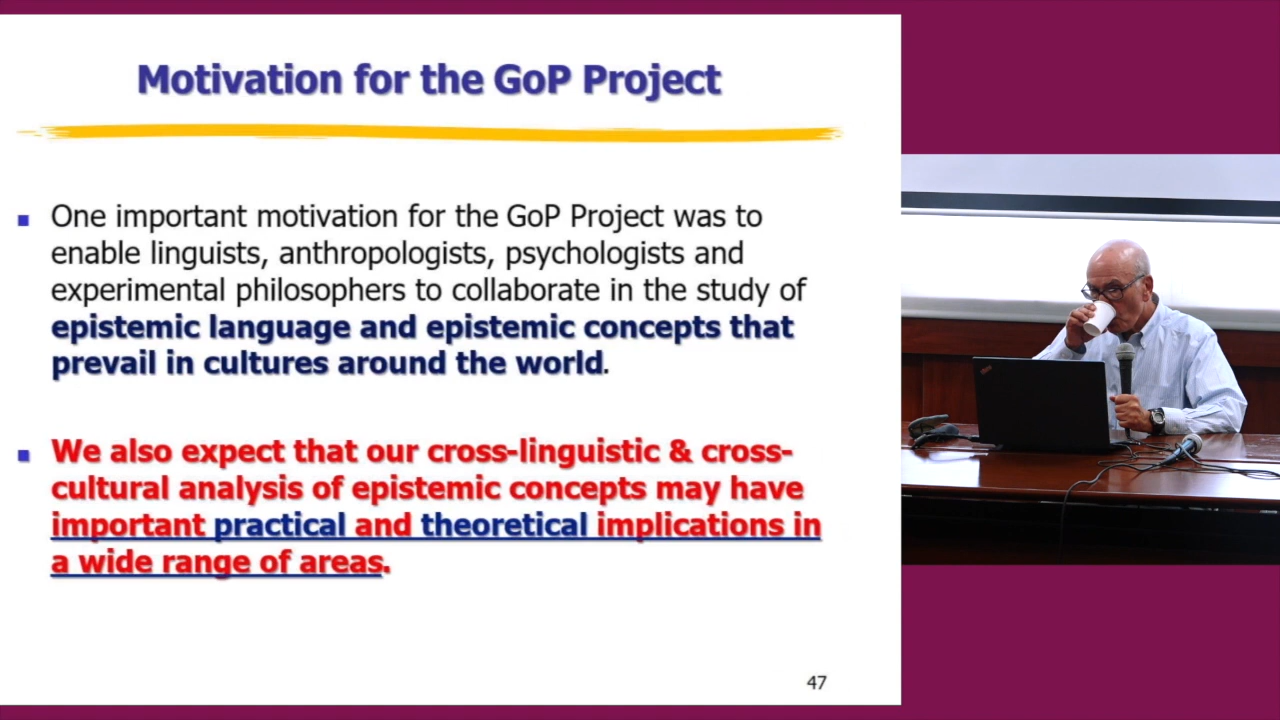 Motivation for the GoP Project
One important motivation for the GoP Project was to
enable linguists, anthropologists, psychologists and
experimental philosophers to collaborate in the study of
epistemic language and epistemic concepts that
prevail in cultures around the world.
We also expect that our cross-linguistic & cross-
cultural analysis of epistemic concepts may have
important practical and theoretical implications in
a wide range of areas.
47